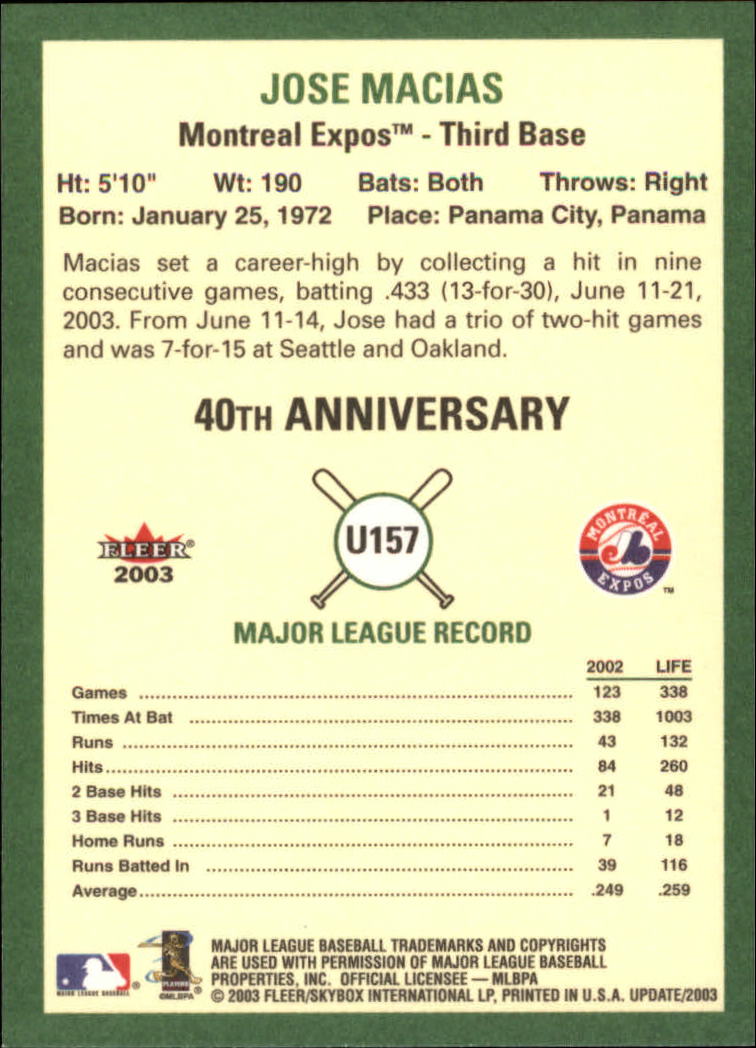 JOSE MACIAS
Montreal Expos™ - Third Base
Ht: 5'10" Wt: 190 Bats: Both Throws: Right
Born: January 25, 1972 Place: Panama City, Panama
Macias set a career-high by collecting a hit in nine
consecutive games, batting .433 (13-for-30), June 11-21,
2003. From June 11-14, Jose had a trio of two-hit games
and was 7-for-15 at Seattle and Oakland.
40TH ANNIVERSARY
U157
FLEER®
2003
MONTRÉAL
EXPOS
TM
MAJOR LEAGUE RECORD
2002 LIFE
Games 123 338
Times At Bat 338 1003
Runs 43 132
Hits 84 260
2 Base Hits 21 48
3 Base Hits 1 12
Home Runs 7 18
Runs Batted In 39 116
Average .249 .259
MAJOR LEAGUE BASEBALL ®
PLAYERS
©MLBPA ®
MAJOR LEAGUE BASEBALL TRADEMARKS AND COPYRIGHTS
ARE USED WITH PERMISSION OF MAJOR LEAGUE BASEBALL
PROPERTIES, INC. OFFICIAL LICENSEE — MLBPA
© 2003 FLEER/SKYBOX INTERNATIONAL LP, PRINTED IN U.S.A. UPDATE/2003